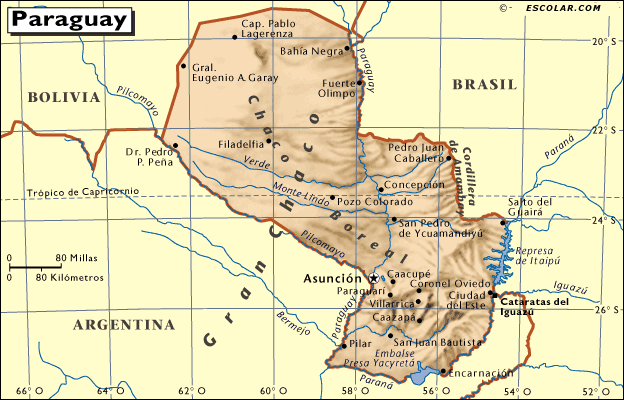 Paraguay
© ESCOLAR.COM
Cap. Pablo
Lagerenza
20°S
Bahía Negra
Gral.
Eugenio A. Garay
Paraguay
BOLIVIA
Pilcomayo
Fuerte
Olimpo
BRASIL
Chaco
22°S
Paraná
Dr. Pedro
P. Peña
Filadelfia
Pedro Juan
Caballero
Cordillera
de Amambay
Verde
Concepción
Trópico de Capricornio
Monte Lindo
Pozo Colorado
Salto del
Guairá
24°S
San Pedro
de Ycuamandiyú
Boreal
Pilcomayo
Represa
de Itaipú
80 Millas
80 Kilómetros
Asunción
Caacupé
Coronel Oviedo
Iguazú
Gran Chaco
Paraguarí
Villarrica
Ciudad
del Este
Cataratas del
Iguazú
26°S
Caazapá
Paraguay
ARGENTINA
Bermejo
Pilar
San Juan Bautista
Embalse
Presa Yacyretá
Encarnación
Paraná
66°O
64°O
62°O
60°O
58°O
56°O
54°O
52°O